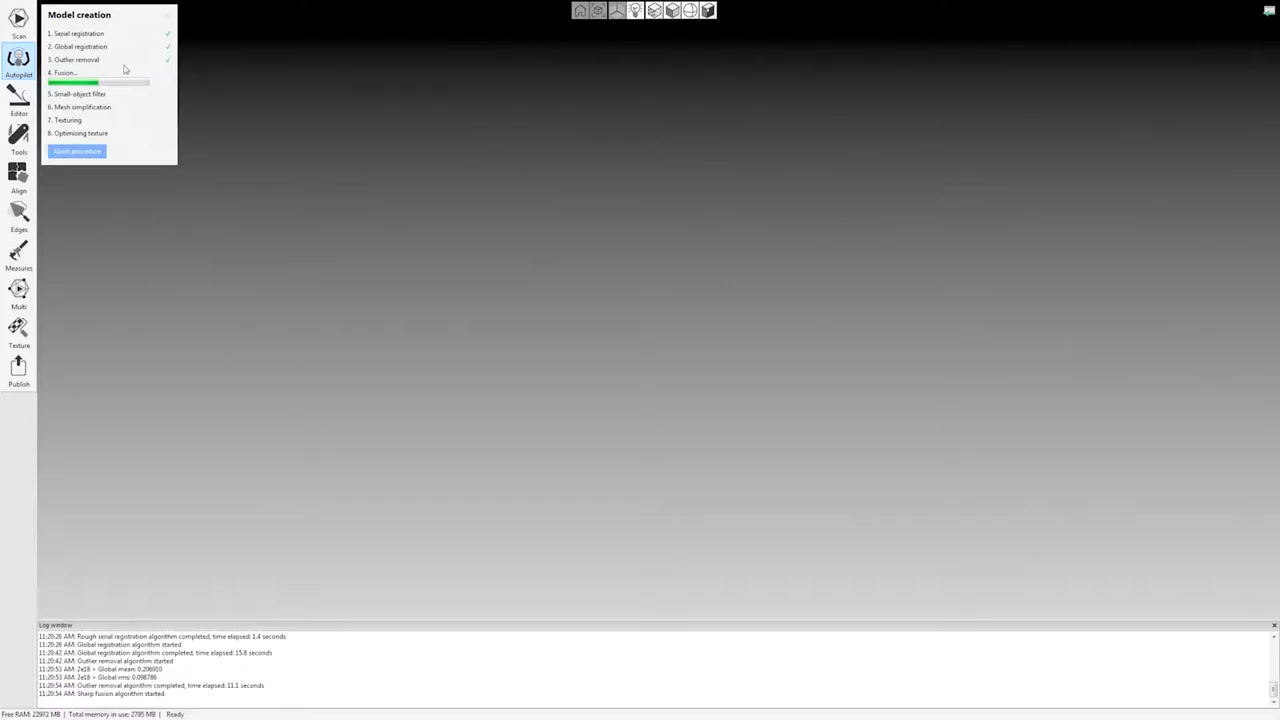 Model creation
1. Serial registration
2. Global registration
3. Outlier removal
4. Fusion...
5. Small-object filter
6. Mesh simplification
7. Texturing
8. Optimizing texture
Abort procedure
Scan
Autopilot
Editor
Tools
Align
Edges
Measures
Multi
Texture
Publish
Log window
11:20:26 AM: Rough serial registration algorithm completed, time elapsed: 1.4 seconds
11:20:26 AM: Global registration algorithm started
11:20:42 AM: Global registration algorithm completed, time elapsed: 15.8 seconds
11:20:42 AM: Outlier removal algorithm started
11:20:53 AM: 2e18 > Global mean: 0.206910
11:20:53 AM: 2e18 > Global rms: 0.098786
11:20:54 AM: Outlier removal algorithm completed, time elapsed: 11.1 seconds
11:20:54 AM: Sharp fusion algorithm started
Free RAM: 22972 MB | Total memory in use: 2795 MB | Ready